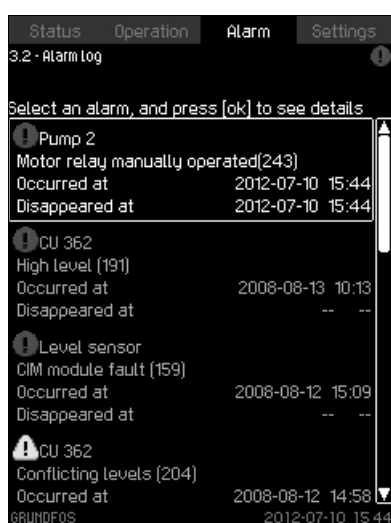 Status Operation Alarm Settings
3.2 - Alarm log
Select an alarm, and press [ok] to see details
Pump 2
Motor relay manually operated(243)
Occurred at 2012-07-10 15:44
Disappeared at 2012-07-10 15:44
CU 362
High level (191)
Occurred at 2008-08-13 10:13
Disappeared at -- --
Level sensor
CIM module fault (159)
Occurred at 2008-08-12 15:09
Disappeared at -- --
CU 362
Conflicting levels (204)
Occurred at 2008-08-12 14:58
GRUNDFOS 2012-07-10 15:44